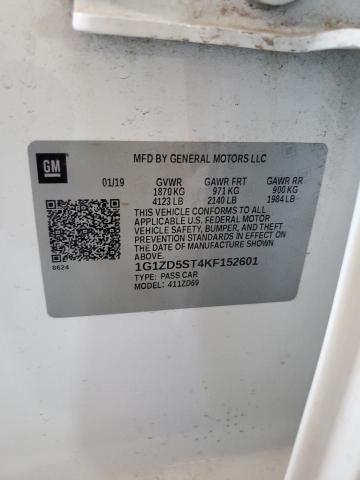 GM
MFD BY GENERAL MOTORS LLC
01/19 GVWR GAWR FRT GAWR RR
1870 KG 971 KG 900 KG
4123 LB 2140 LB 1984 LB
THIS VEHICLE CONFORMS TO ALL
APPLICABLE U.S. FEDERAL MOTOR
VEHICLE SAFETY, BUMPER, AND THEFT
PREVENTION STANDARDS IN EFFECT ON
THE DATE OF MANUFACTURE SHOWN
ABOVE.
8624
1G1ZD5ST4KF152601
TYPE: PASS CAR
MODEL: 411ZD69